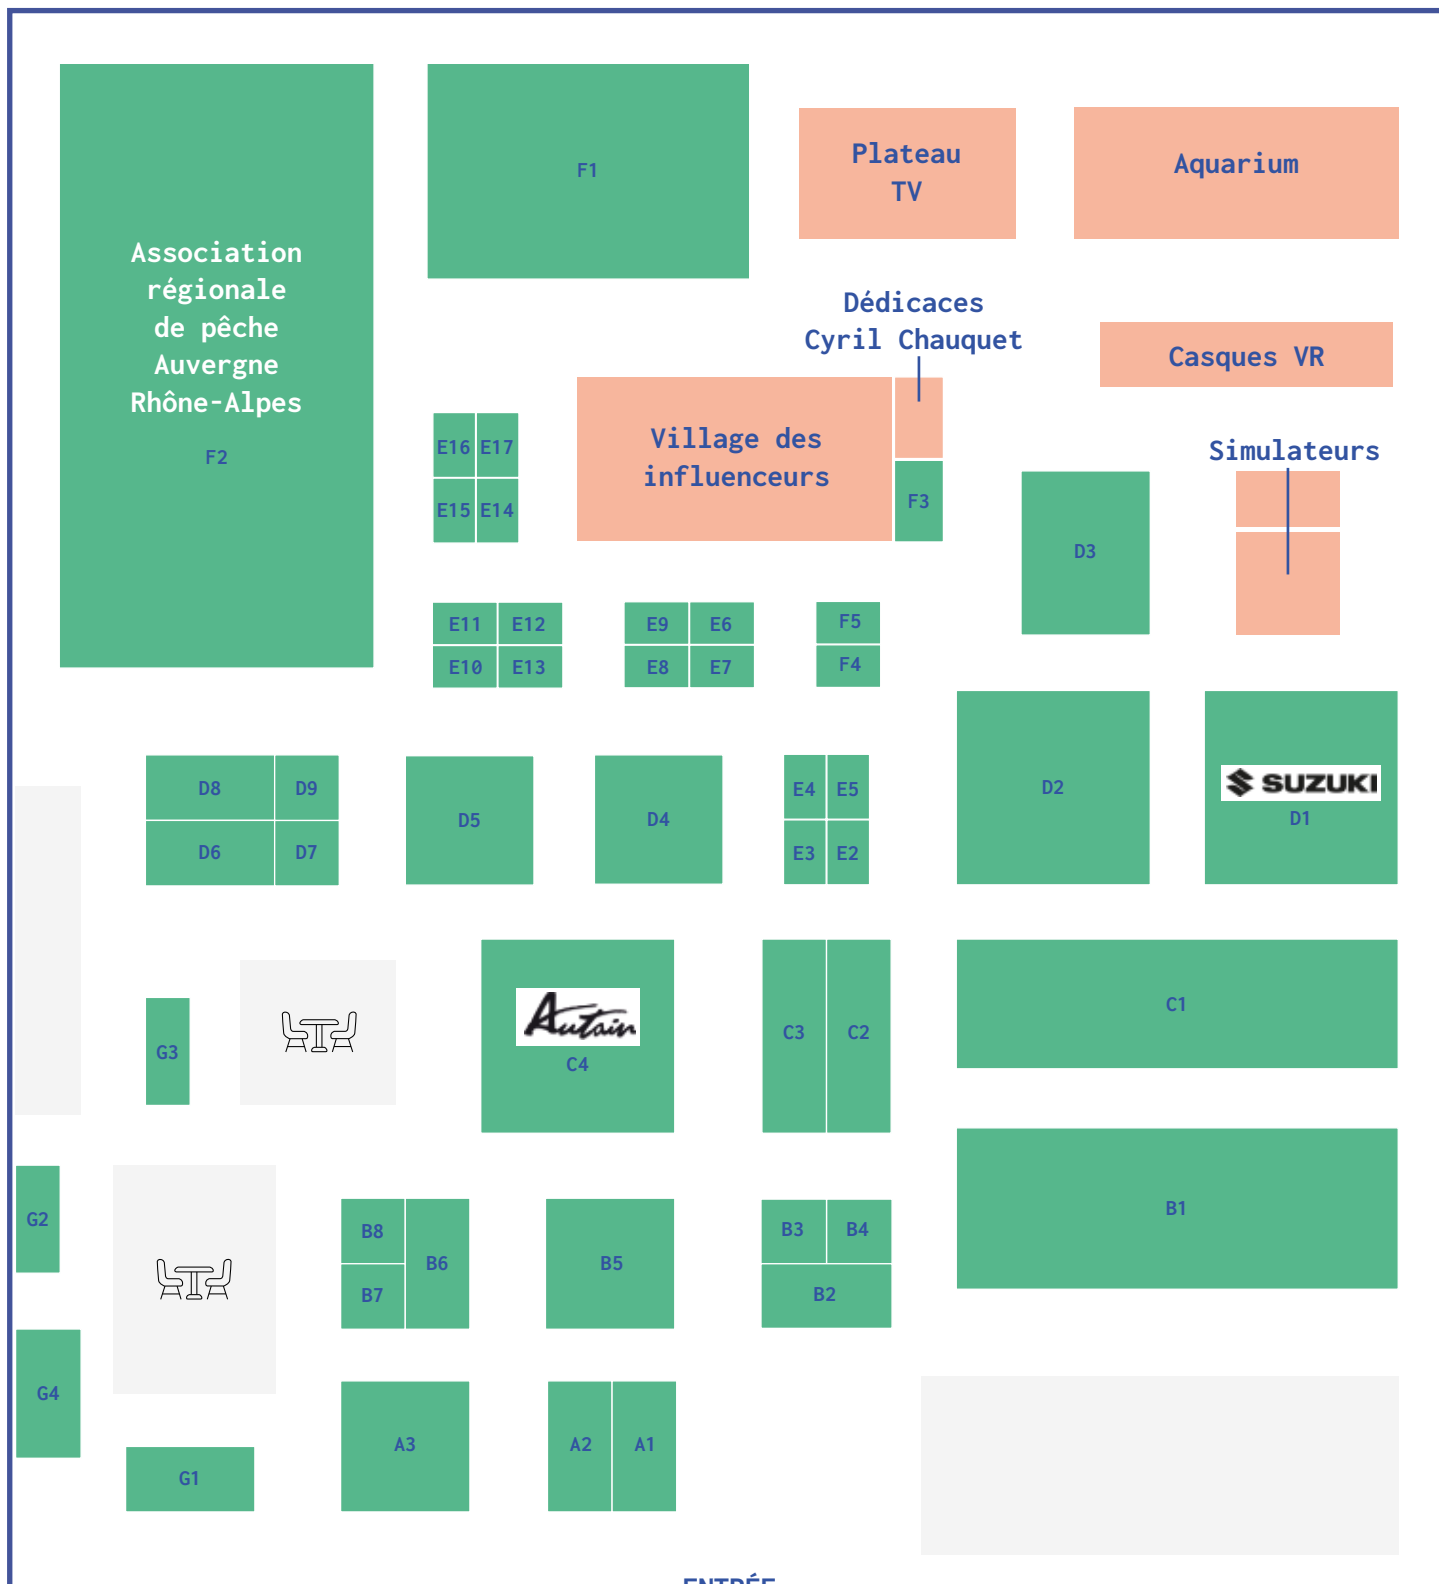 F1
Plateau
TV
Aquarium
Association
régionale
de pêche
Auvergne
Rhône-Alpes
F2
Dédicaces
Cyril Chauquet
Casques VR
Village des
influenceurs
F3
E16 E17
E15 E14
Simulateurs
D3
E11 E12
E10 E13
E9 E6
E8 E7
F5
F4
D8 D9
D6 D7
D5
D4
E4 E5
E3 E2
D2
SUZUKI
D1
G3
Autain
C4
C3 C2
C1
G2
B8
B6
B7
B5
B3 B4
B2
B1
G4
G1
A3
A2 A1
ENTRÉE